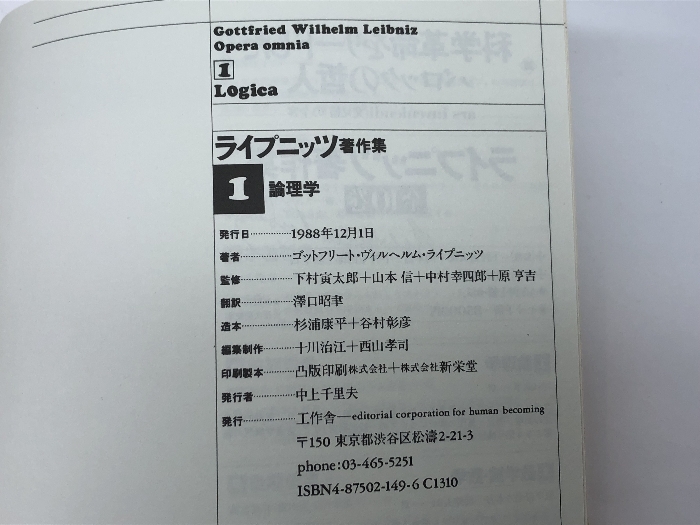 Gottfried Wilhelm Leibniz
Opera omnia
1
Logica
ライプニッツ著作集
1 論理学
発行日…………1988年12月1日
著者…………ゴットフリート・ヴィルヘルム・ライプニッツ
監修…………下村寅太郎＋山本 信＋中村幸四郎＋原 亨吉
翻訳…………澤口昭聿
造本…………杉浦康平＋谷村彰彦
編集制作…………十川治江＋西山孝司
印刷製本…………凸版印刷株式会社＋株式会社新栄堂
発行者…………中上千里夫
発行…………工作舎—editorial corporation for human becoming
〒150 東京都渋谷区松濤2-21-3
phone:03-465-5251
ISBN4-87502-149-6 C1310